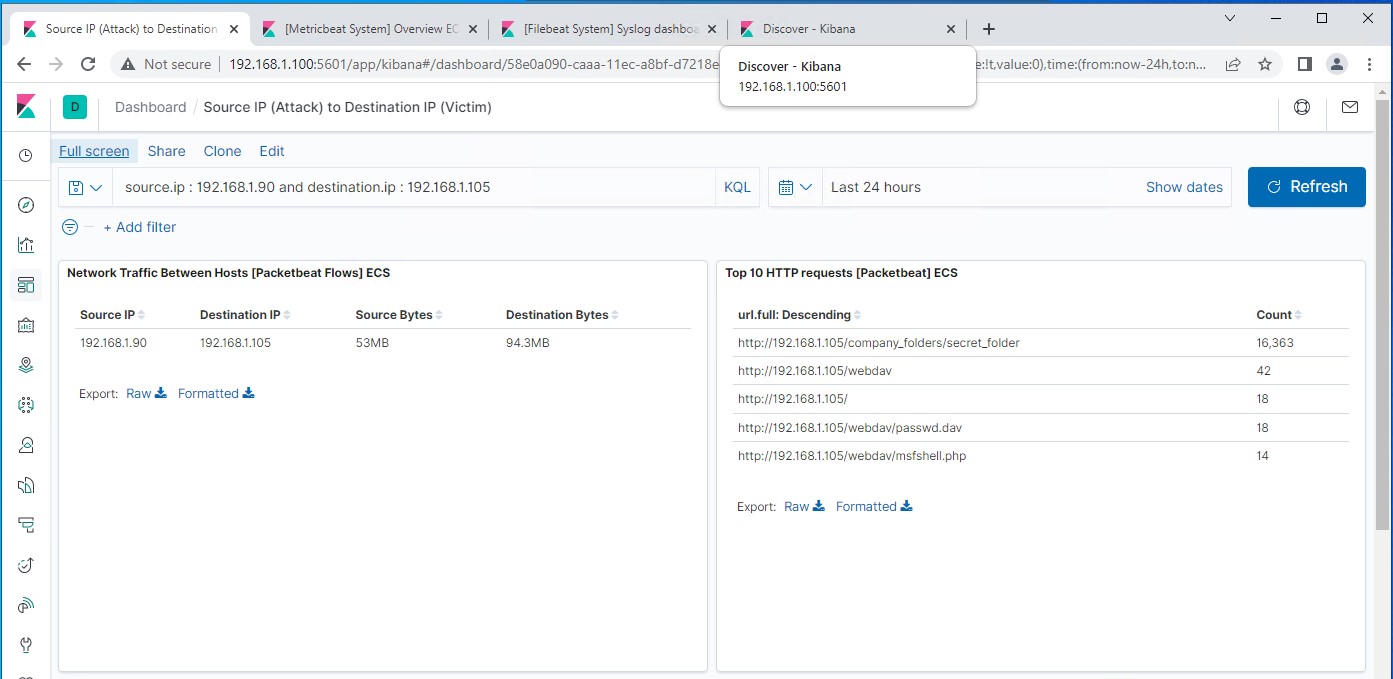 Source IP (Attack) to Destination
[Metricbeat System] Overview EC
[Filebeat System] Syslog dashboa
Discover - Kibana
Not secure
192.168.1.100:5601/app/kibana#/dashboard/58e0a090-caaa-11ec-a8bf-d7218e
e:!t,value:0),time:(from:now-24h,to:n...
Discover - Kibana
192.168.1.100:5601
D
Dashboard / Source IP (Attack) to Destination IP (Victim)
Full screen Share Clone Edit
source.ip : 192.168.1.90 and destination.ip : 192.168.1.105
KQL
Last 24 hours
Show dates
Refresh
+ Add filter
Network Traffic Between Hosts [Packetbeat Flows] ECS
Source IP Destination IP Source Bytes Destination Bytes
192.168.1.90 192.168.1.105 53MB 94.3MB
Export: Raw Formatted
Top 10 HTTP requests [Packetbeat] ECS
url.full: Descending Count
http://192.168.1.105/company_folders/secret_folder 16,363
http://192.168.1.105/webdav 42
http://192.168.1.105/ 18
http://192.168.1.105/webdav/passwd.dav 18
http://192.168.1.105/webdav/msfshell.php 14
Export: Raw Formatted